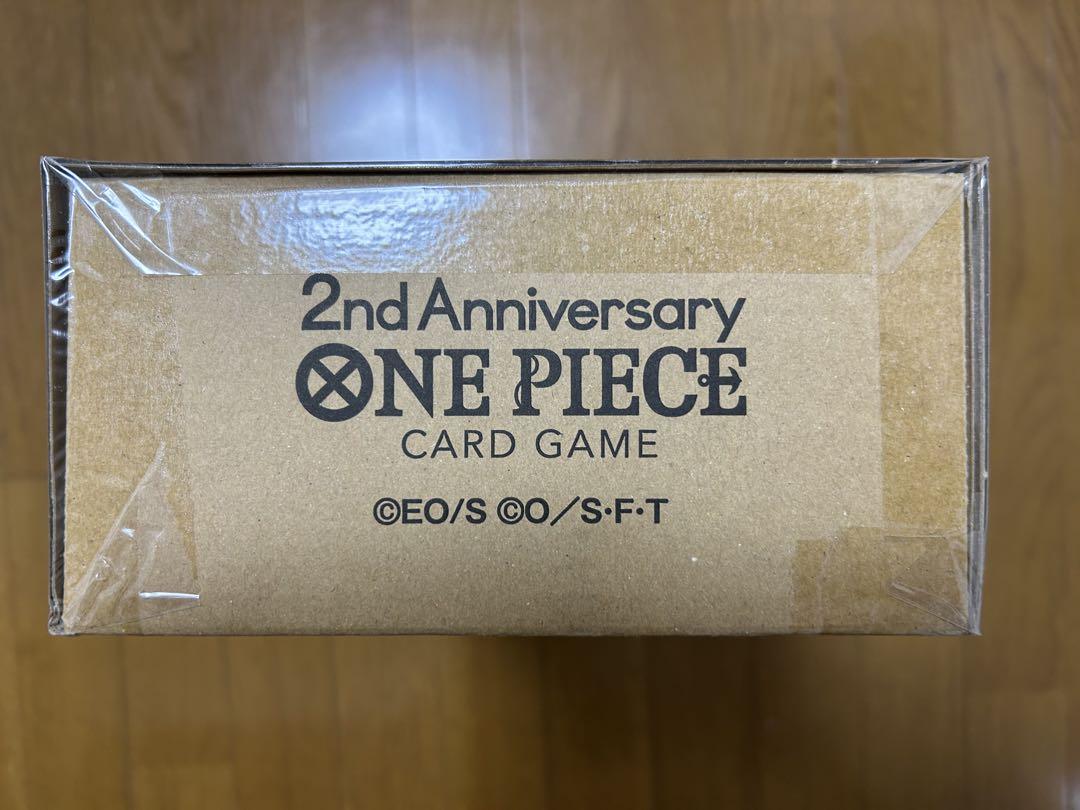 2nd Anniversary
ONE PIECE
CARD GAME
©EO/S ©O／S・F・T